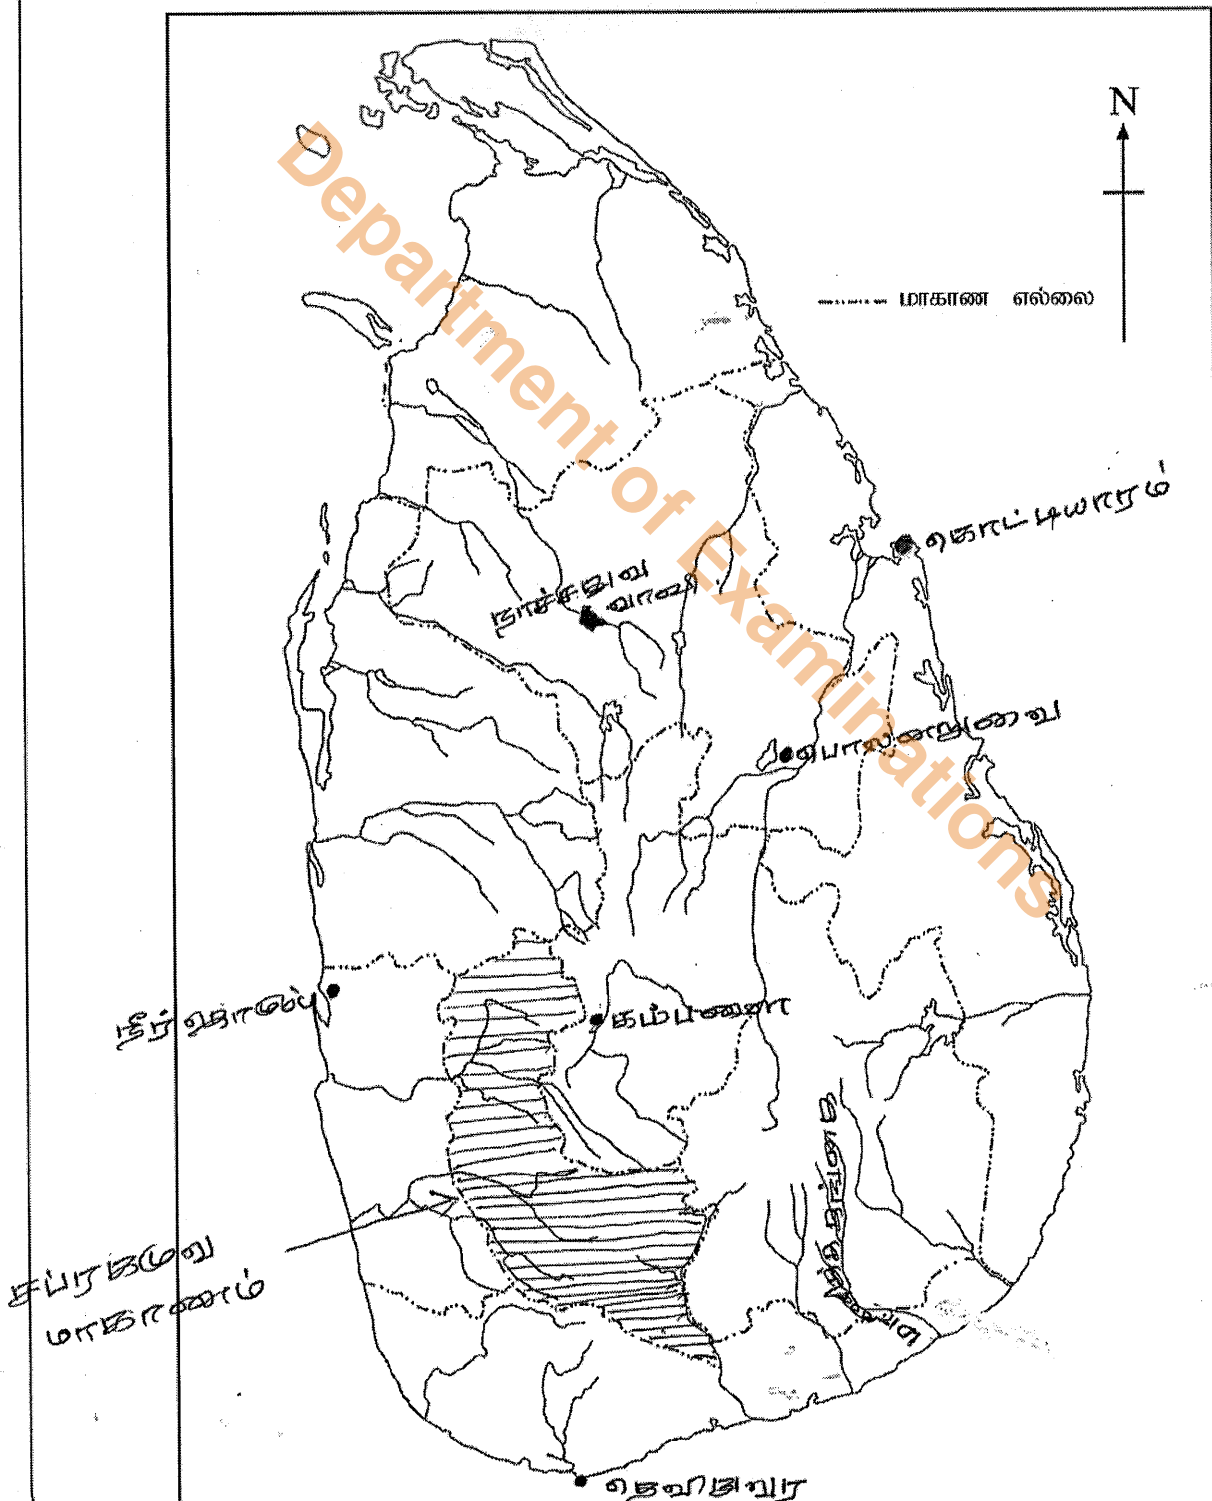 N
மாகாண எல்லை
கொட்டியாரம்
நாச்சதுவ
வாவி
பொலன்னறுவை
நீர்கொழும்பு
கம்பளை
சப்ரகமுவ
மாகாணம்
தெவிநுவர
Department of Examinations